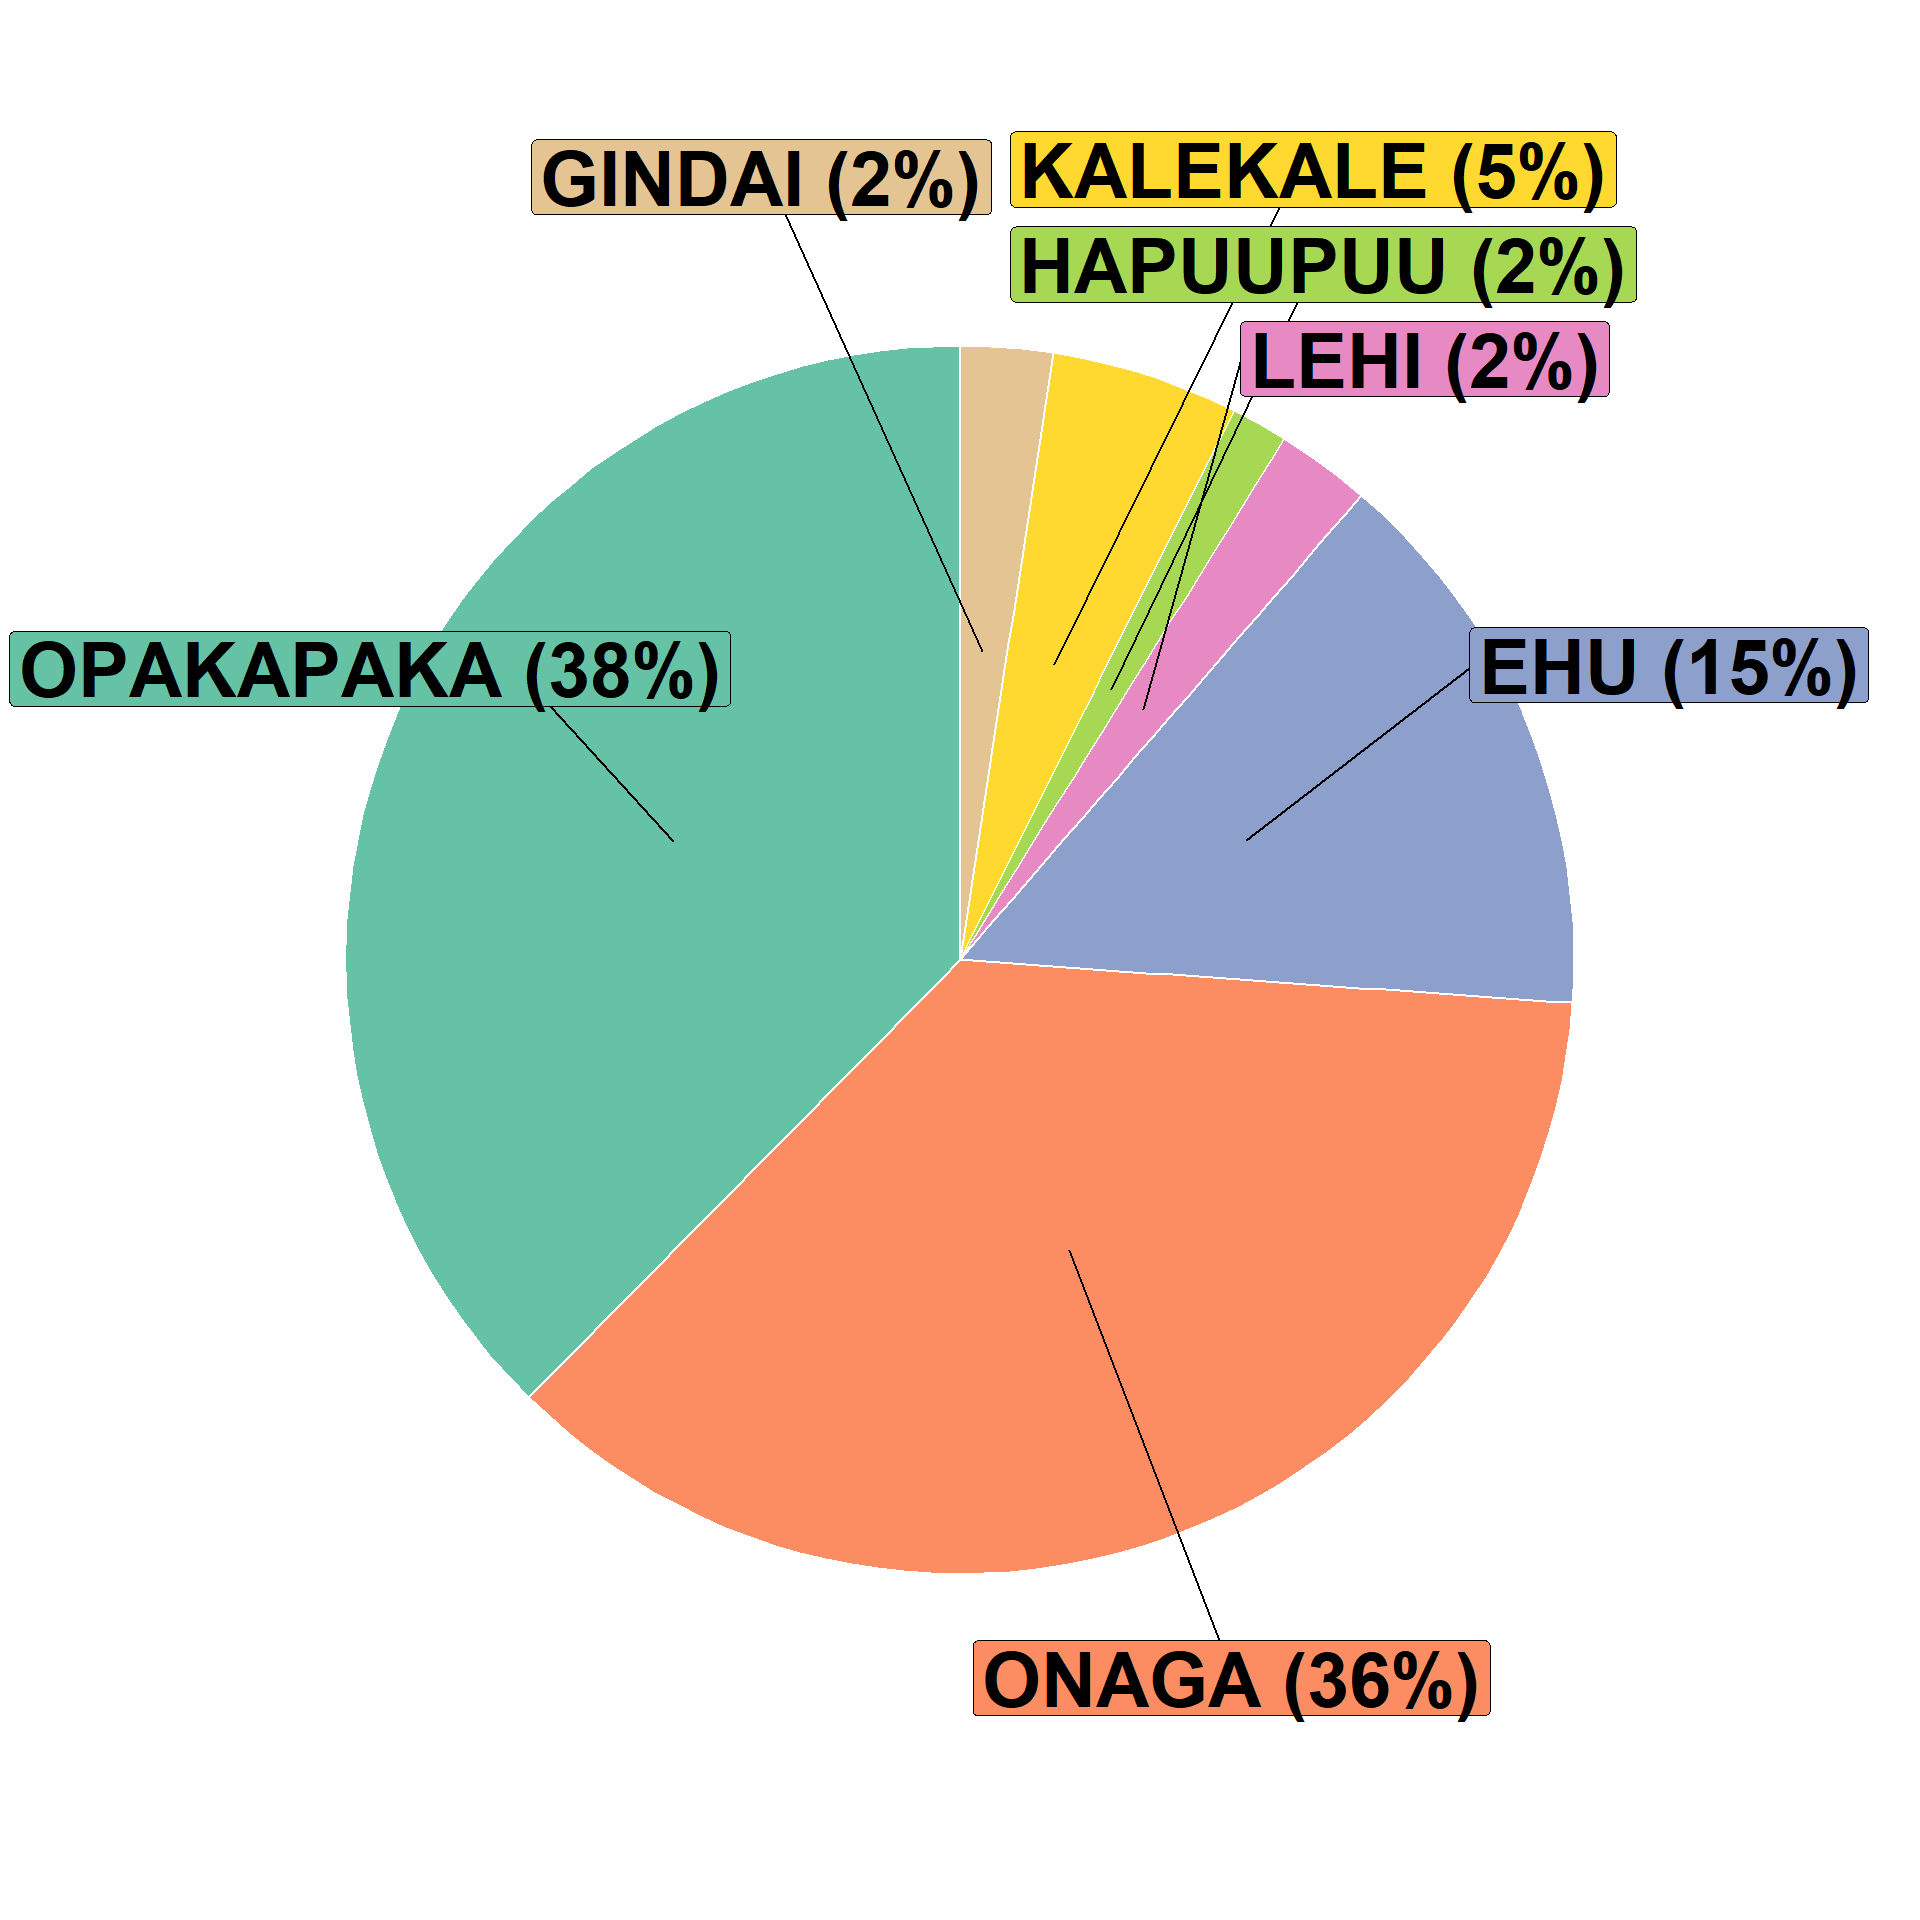 GINDAI (2%)
KALEKALE (5%)
HAPUUPUU (2%)
LEHI (2%)
OPAKAPAKA (38%)
EHU (15%)
ONAGA (36%)